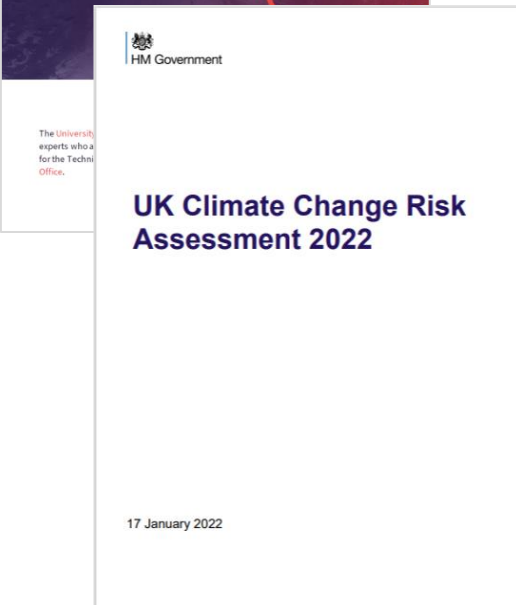 HM Government
The University
experts who a
for the Techni
Office.
UK Climate Change Risk
Assessment 2022
17 January 2022